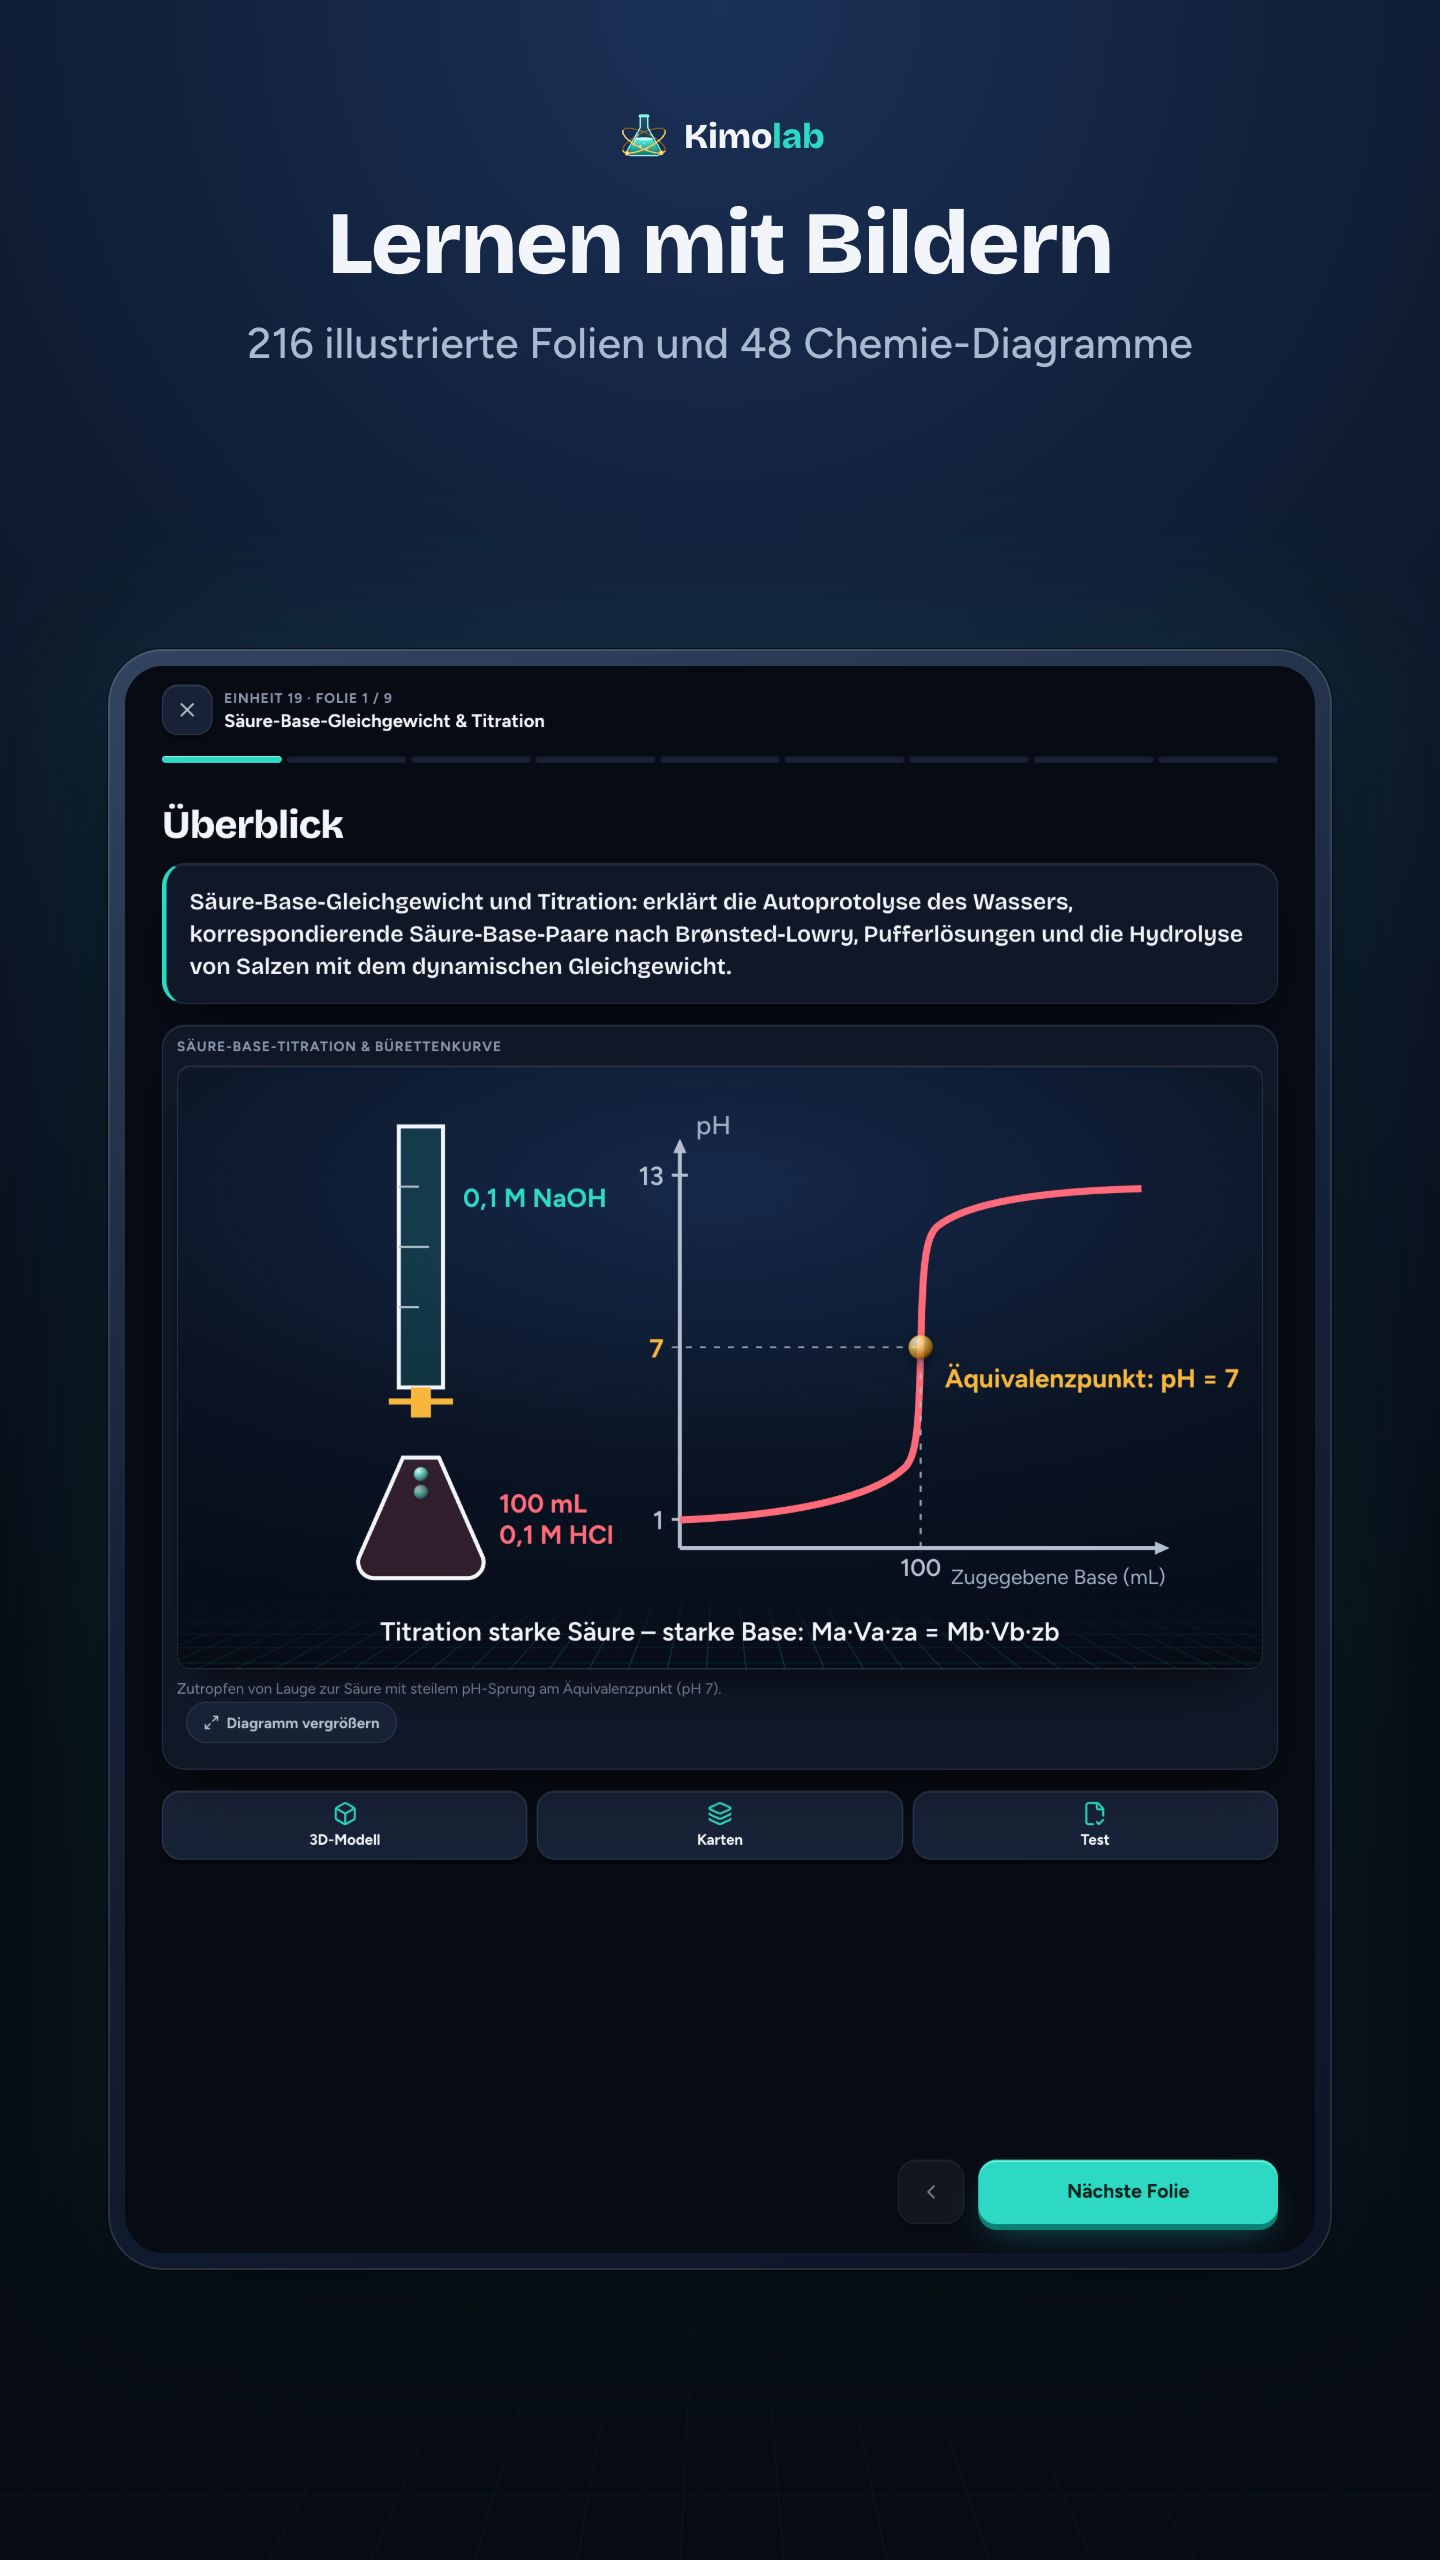 Kimolab
Lernen mit Bildern
216 illustrierte Folien und 48 Chemie-Diagramme
EINHEIT 19 · FOLIE 1 / 9
Säure-Base-Gleichgewicht & Titration
Überblick
Säure-Base-Gleichgewicht und Titration: erklärt die Autoprotolyse des Wassers,
korrespondierende Säure-Base-Paare nach Brønsted-Lowry, Pufferlösungen und die Hydrolyse
von Salzen mit dem dynamischen Gleichgewicht.
SÄURE-BASE-TITRATION & BÜRETTENKURVE
pH
13
0,1 M NaOH
7
Äquivalenzpunkt: pH = 7
100 mL
0,1 M HCl
1
100
Zugegebene Base (mL)
Titration starke Säure – starke Base: Ma·Va·za = Mb·Vb·zb
Zutropfen von Lauge zur Säure mit steilem pH-Sprung am Äquivalenzpunkt (pH 7).
Diagramm vergrößern
3D-Modell
Karten
Test
Nächste Folie